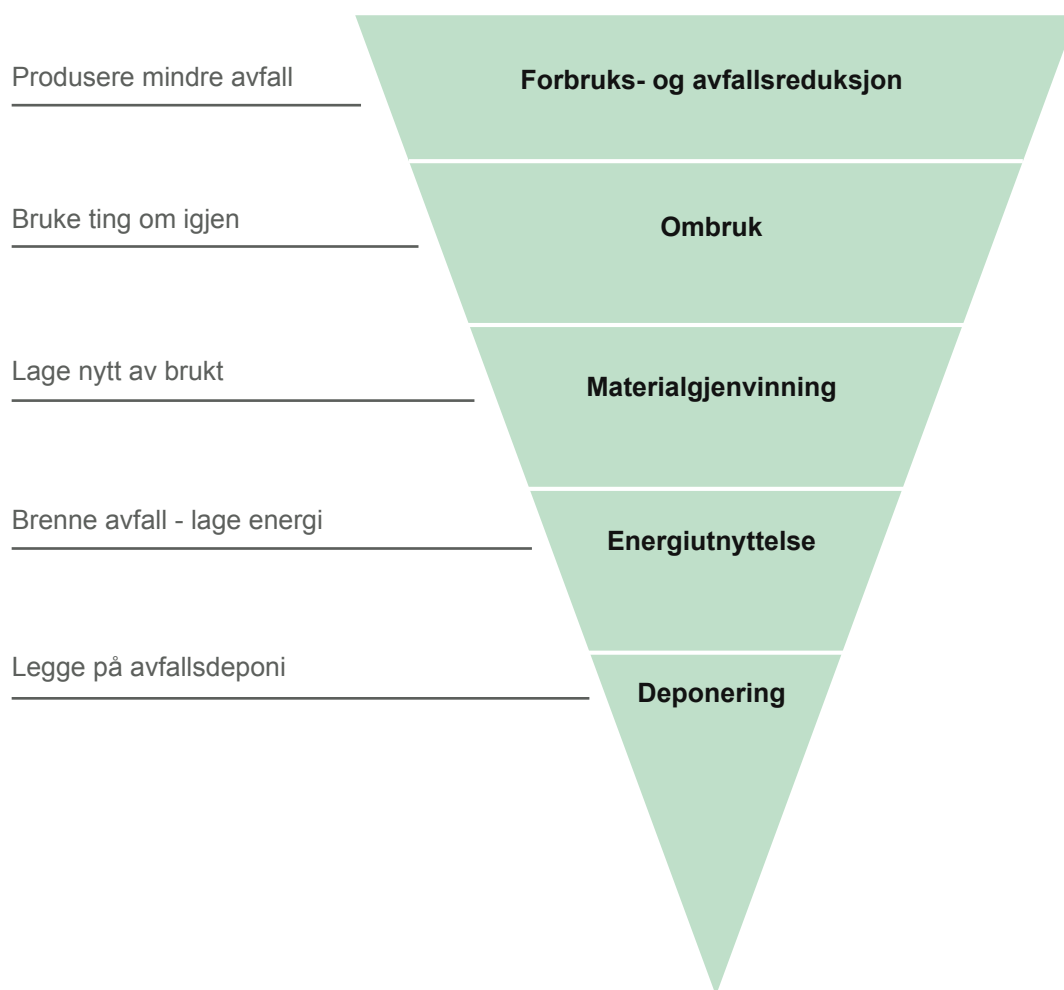 Produsere mindre avfall
Forbruks- og avfallsreduksjon
Bruke ting om igjen
Ombruk
Lage nytt av brukt
Materialgjenvinning
Brenne avfall - lage energi
Energiutnyttelse
Legge på avfallsdeponi
Deponering